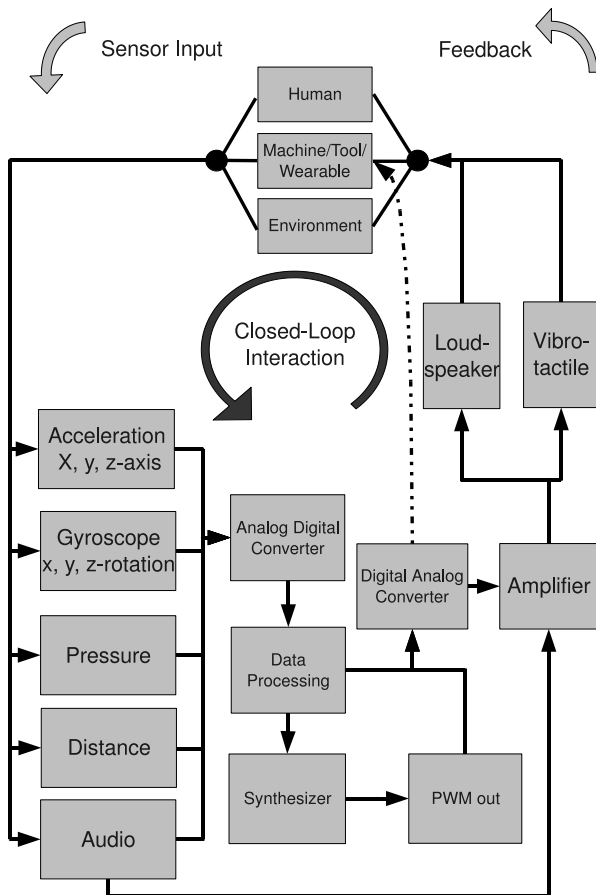 Sensor Input
Feedback
Human
Machine/Tool/
Wearable
Environment
Closed-Loop
Interaction
Loud-
speaker
Vibro-
tactile
Acceleration
X, y, z-axis
Gyroscope
x, y, z-rotation
Pressure
Distance
Audio
Analog Digital
Converter
Data
Processing
Synthesizer
Digital Analog
Converter
PWM out
Amplifier